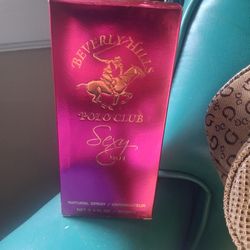 BEVERLY HILLS
POLO CLUB
Sexy
NATURAL SPRAY / VAPORISATEUR